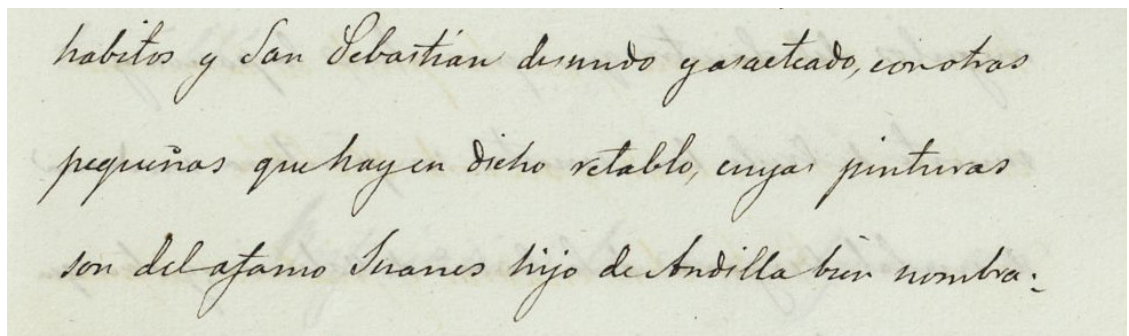 habitos y San Sebastián desnudo y asaeteado, con otras
pequeñas que hay en dicho retablo, cuyas pinturas
son del afamo Juanes hijo de Andilla bien nombra=